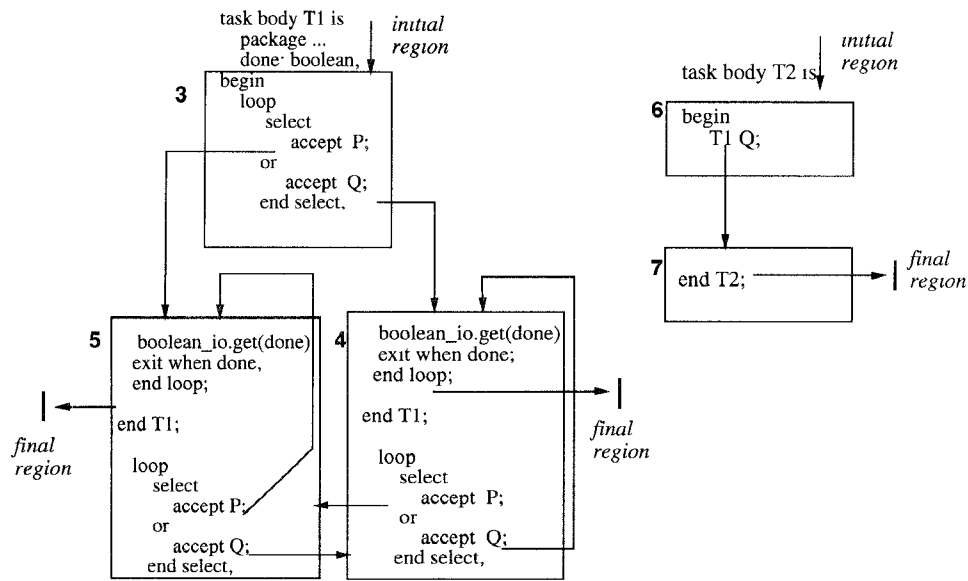 task body T1 is
package ...
done· boolean,
initial
region
3
begin
loop
select
accept P;
or
accept Q;
end select,
task body T2 is
initial
region
6
begin
T1 Q;
7
end T2;
final
region
5
boolean_io.get(done)
exit when done,
end loop;
end T1;
final
region
loop
select
accept P;
or
accept Q;
end select,
4
boolean_io.get(done)
exit when done;
end loop;
end T1;
final
region
loop
select
accept P;
or
accept Q;
end select,